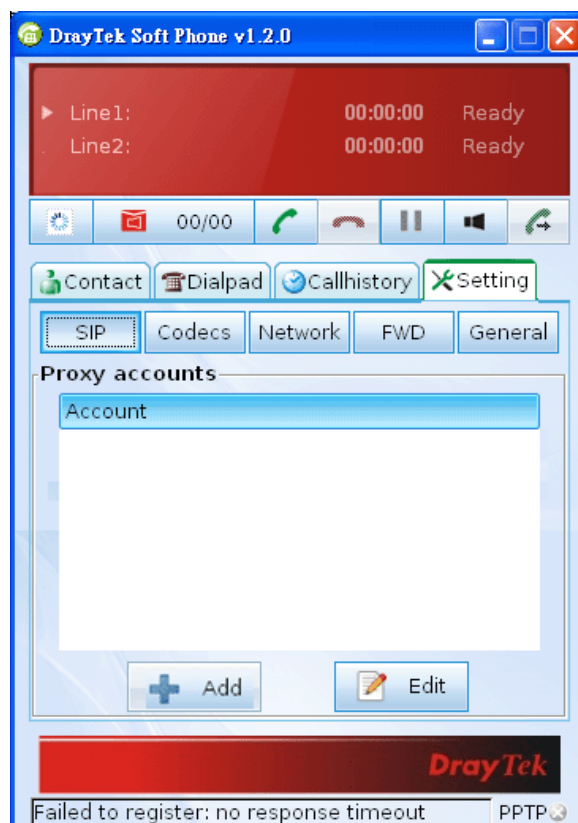 DrayTek Soft Phone v1.2.0
Line1: 00:00:00 Ready
Line2: 00:00:00 Ready
00/00
Contact Dialpad Callhistory Setting
SIP Codecs Network FWD General
Proxy accounts
Account
Add Edit
DrayTek
Failed to register: no response timeout PPTP